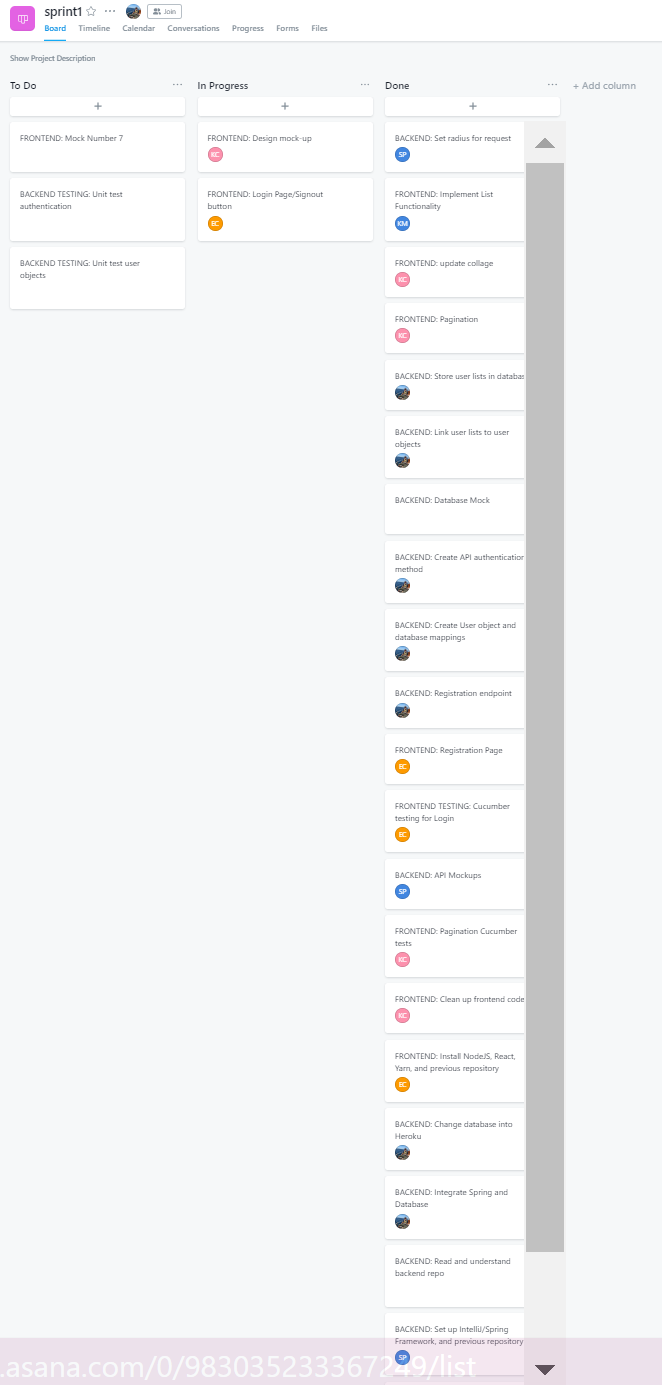 sprint1
Join
Board Timeline Calendar Conversations Progress Forms Files
Show Project Description
To Do
+
FRONTEND: Mock Number 7
BACKEND TESTING: Unit test
authentication
BACKEND TESTING: Unit test user
objects
In Progress
+
FRONTEND: Design mock-up
KC
FRONTEND: Login Page/Signout
button
EC
Done
+
BACKEND: Set radius for request
SP
FRONTEND: Implement List
Functionality
KM
FRONTEND: update collage
KC
FRONTEND: Pagination
KC
BACKEND: Store user lists in databas
BACKEND: Link user lists to user
objects
BACKEND: Database Mock
BACKEND: Create API authentication
method
BACKEND: Create User object and
database mappings
BACKEND: Registration endpoint
FRONTEND: Registration Page
EC
FRONTEND TESTING: Cucumber
testing for Login
EC
BACKEND: API Mockups
SP
FRONTEND: Pagination Cucumber
tests
KC
FRONTEND: Clean up frontend code
KC
FRONTEND: Install NodeJS, React,
Yarn, and previous repository
EC
BACKEND: Change database into
Heroku
BACKEND: Integrate Spring and
Database
BACKEND: Read and understand
backend repo
BACKEND: Set up IntelliJ/Spring
Framework, and previous repository
SP
+ Add column
.asana.com/0/983035233367249/list